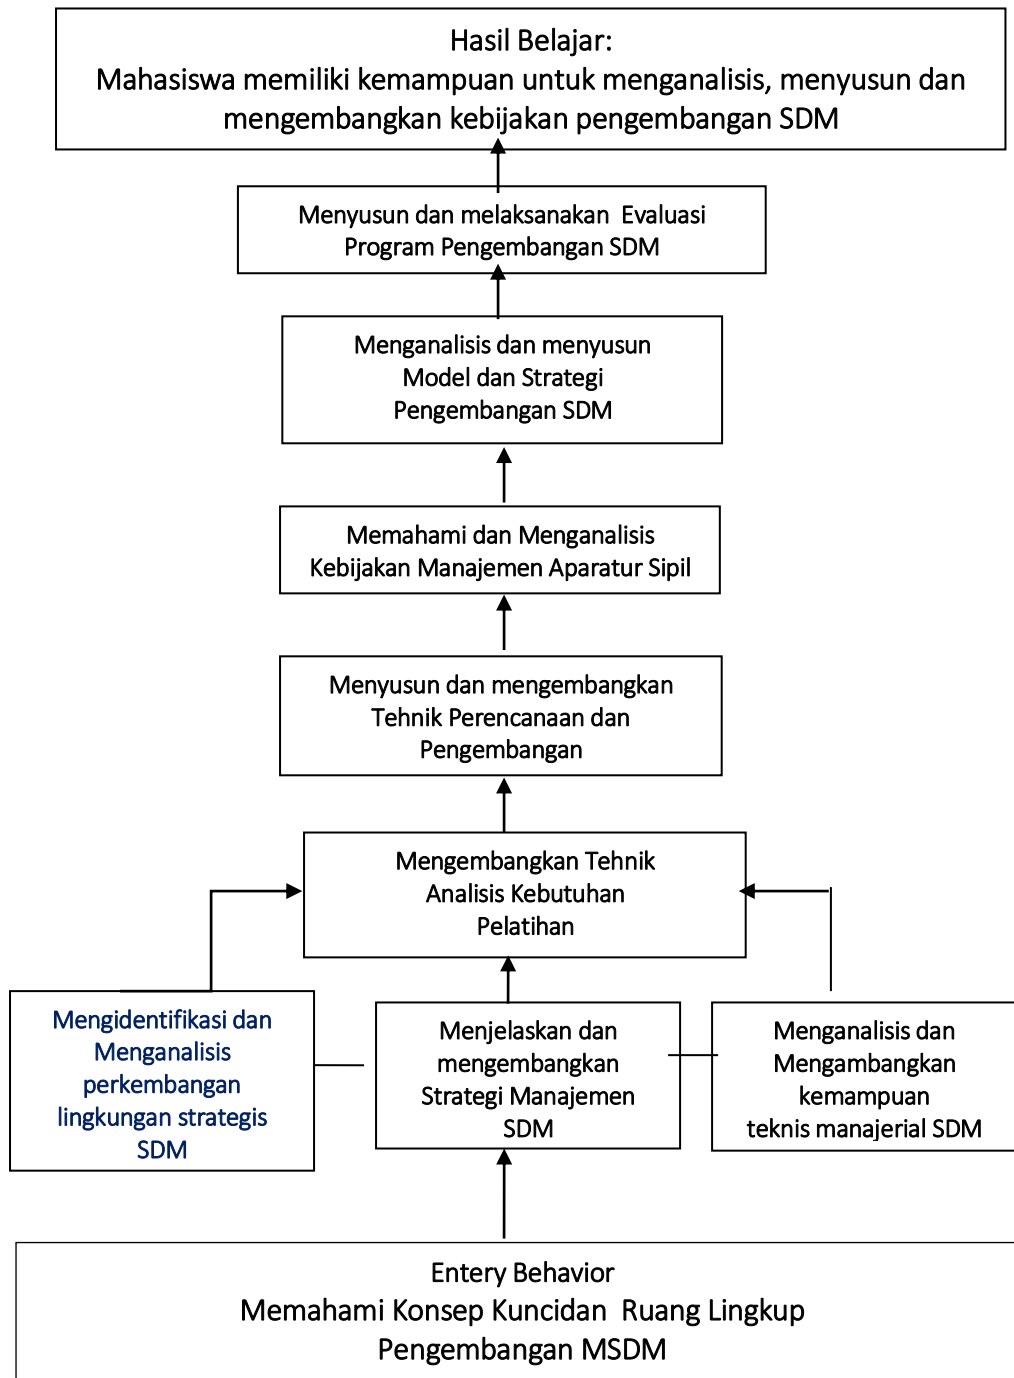 Hasil Belajar:
Mahasiswa memiliki kemampuan untuk menganalisis, menyusun dan
mengembangkan kebijakan pengembangan SDM
Menyusun dan melaksanakan Evaluasi
Program Pengembangan SDM
Menganalisis dan menyusun
Model dan Strategi
Pengembangan SDM
Memahami dan Menganalisis
Kebijakan Manajemen Aparatur Sipil
Menyusun dan mengembangkan
Tehnik Perencanaan dan
Pengembangan
Mengembangkan Tehnik
Analisis Kebutuhan
Pelatihan
Mengidentifikasi dan
Menganalisis
perkembangan
lingkungan strategis
SDM
Menjelaskan dan
mengembangkan
Strategi Manajemen
SDM
Menganalisis dan
Mengambangkan
kemampuan
teknis manajerial SDM
Entery Behavior
Memahami Konsep Kuncidan Ruang Lingkup
Pengembangan MSDM